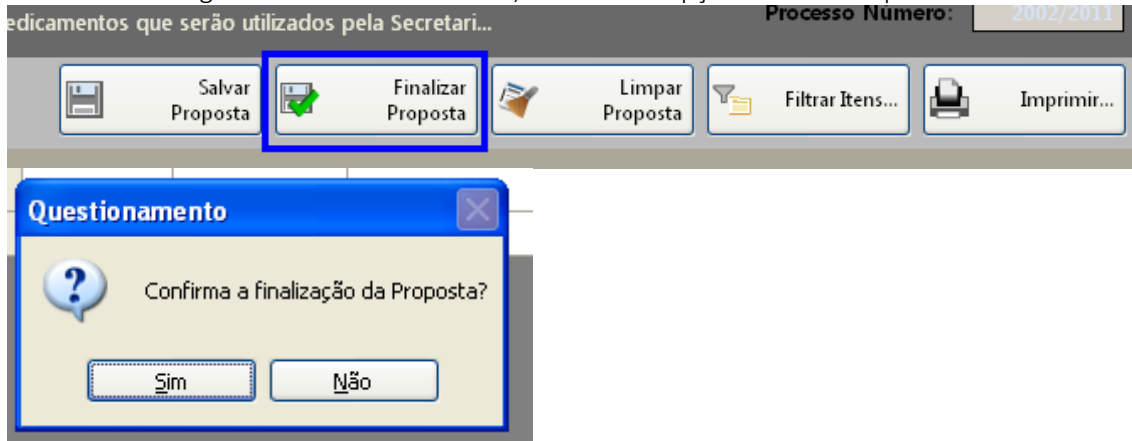 edicamentos que serão utilizados pela Secretari...
Processo Número:
2002/2011
Salvar
Proposta
Finalizar
Proposta
Limpar
Proposta
Filtrar Itens...
Imprimir...
Questionamento
Confirma a finalização da Proposta?
Sim
Não